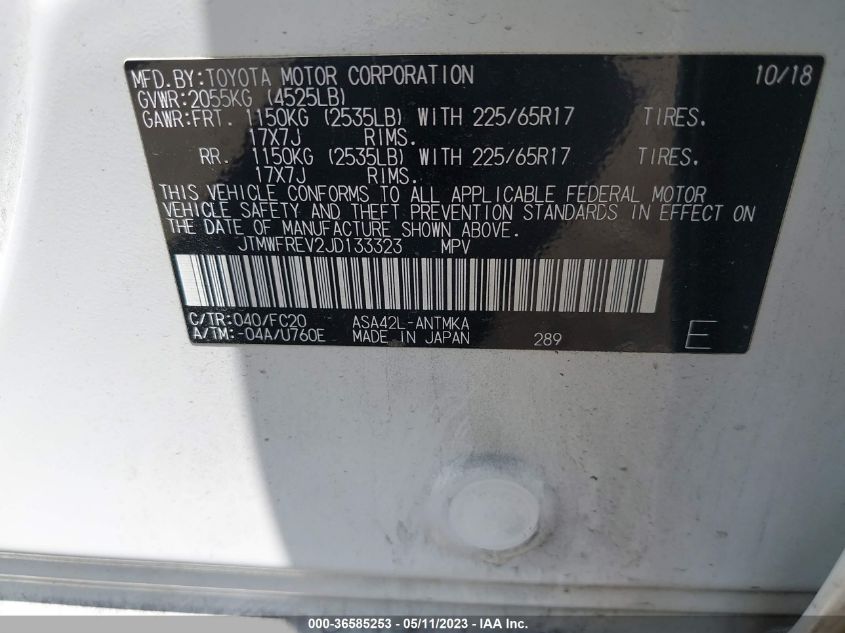 MFD.BY:TOYOTA MOTOR CORPORATION 10/18
GVWR:2055KG (4525LB)
GAWR:FRT. 1150KG (2535LB) WITH 225/65R17 TIRES.
17X7J RIMS.
RR. 1150KG (2535LB) WITH 225/65R17 TIRES.
17X7J RIMS.
THIS VEHICLE CONFORMS TO ALL APPLICABLE FEDERAL MOTOR
VEHICLE SAFETY AND THEFT PREVENTION STANDARDS IN EFFECT ON
THE DATE OF MANUFACTURE SHOWN ABOVE.
JTMWFREV2JD133323 MPV
C/TR:040/FC20 ASA42L-ANTMKA
A/TM:-04A/U760E MADE IN JAPAN 289 E
000-36585253 - 05/11/2023 - IAA Inc.